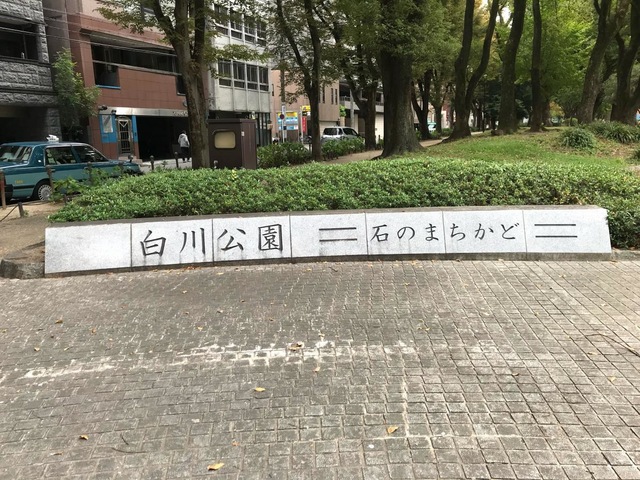 白川公園 = 石のまちかど =